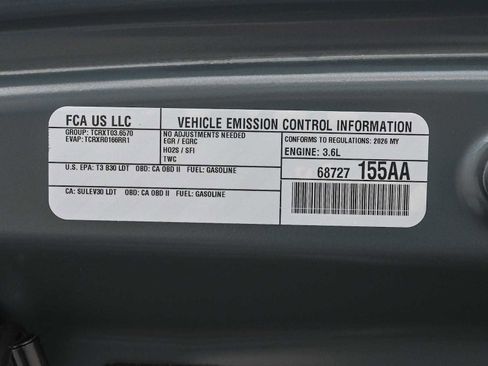 FCA US LLC
VEHICLE EMISSION CONTROL INFORMATION
GROUP: TCRXT03.6570
EVAP: TCRXR0166RR1
NO ADJUSTMENTS NEEDED
EGR / EGRC
HO2S / SFI
TWC
CONFORMS TO REGULATIONS: 2026 MY
ENGINE: 3.6L
U.S. EPA: T3 B30 LDT OBD: CA OBD II FUEL: GASOLINE
CA: SULEV30 LDT OBD: CA OBD II FUEL: GASOLINE
68727 155AA